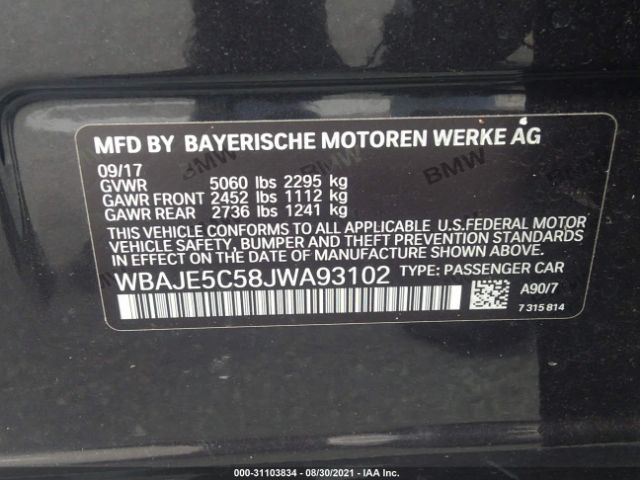 MFD BY BAYERISCHE MOTOREN WERKE AG
09/17
GVWR 5060 lbs 2295 kg
GAWR FRONT 2452 lbs 1112 kg
GAWR REAR 2736 lbs 1241 kg
THIS VEHICLE CONFORMS TO ALL APPLICABLE U.S.FEDERAL MOTOR
VEHICLE SAFETY, BUMPER AND THEFT PREVENTION STANDARDS
IN EFFECT ON THE DATE OF MANUFACTURE SHOWN ABOVE.
WBAJE5C58JWA93102 TYPE: PASSENGER CAR
A90/7
7 315 814
BMW
BMW
000-31103834 - 08/30/2021 - IAA Inc.